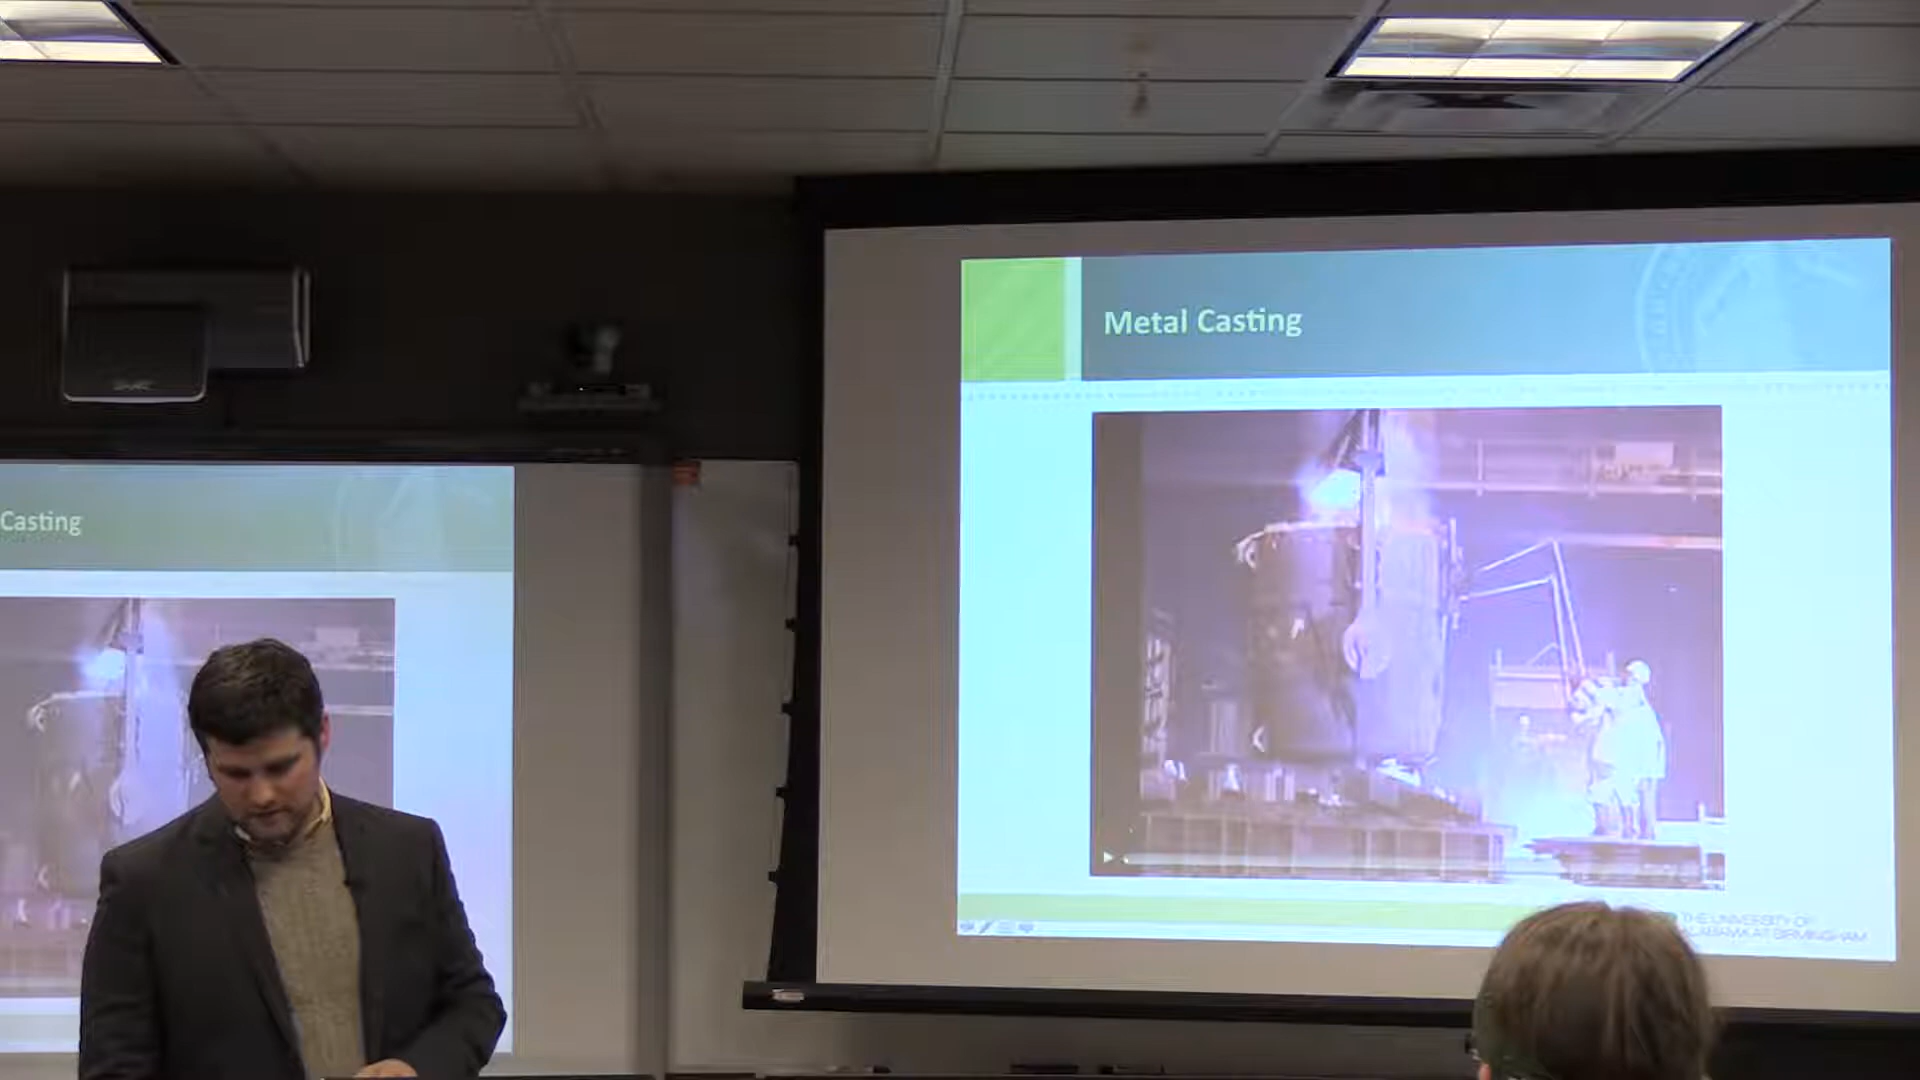 Metal Casting
Casting
THE UNIVERSITY OF
ALABAMA AT BIRMINGHAM